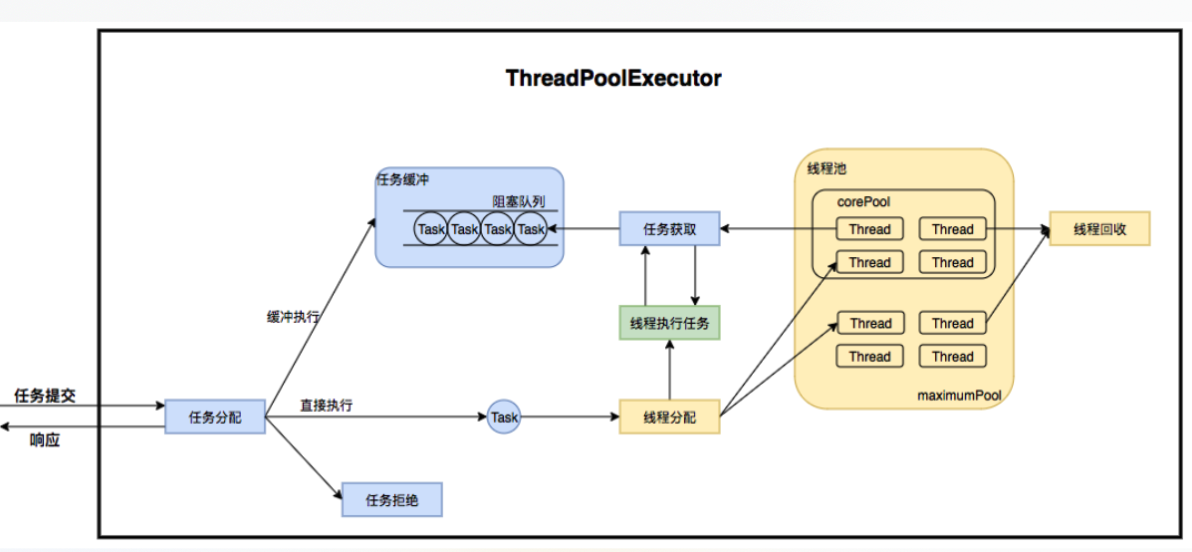 ThreadPoolExecutor
任务缓冲
阻塞队列
Task Task Task Task
任务获取
线程池
corePool
Thread Thread
Thread Thread
线程回收
缓冲执行
线程执行任务
Thread Thread
Thread Thread
maximumPool
任务提交
响应
任务分配
直接执行
Task
线程分配
任务拒绝